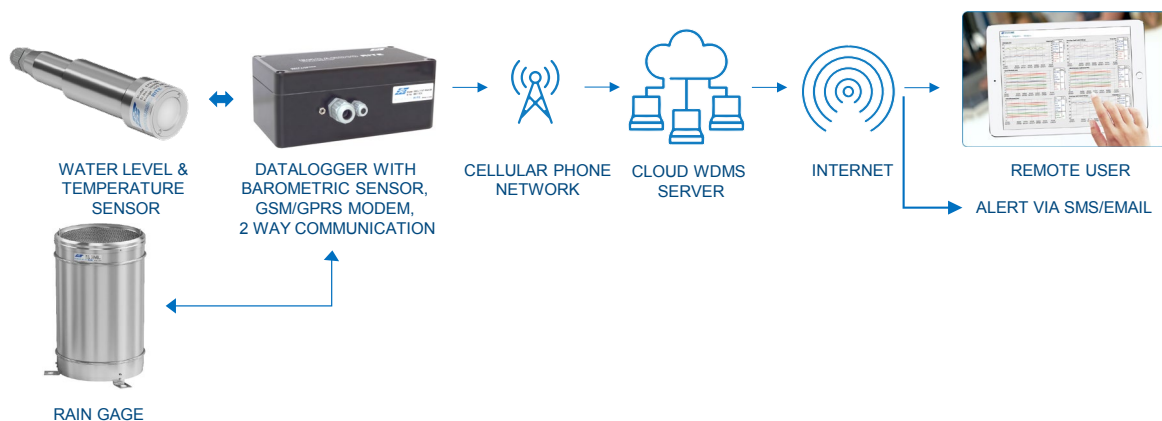 WATER LEVEL &
TEMPERATURE
SENSOR
DATALOGGER WITH
BAROMETRIC SENSOR,
GSM/GPRS MODEM,
2 WAY COMMUNICATION
CELLULAR PHONE
NETWORK
CLOUD WDMS
SERVER
INTERNET
REMOTE USER
ALERT VIA SMS/EMAIL
RAIN GAGE